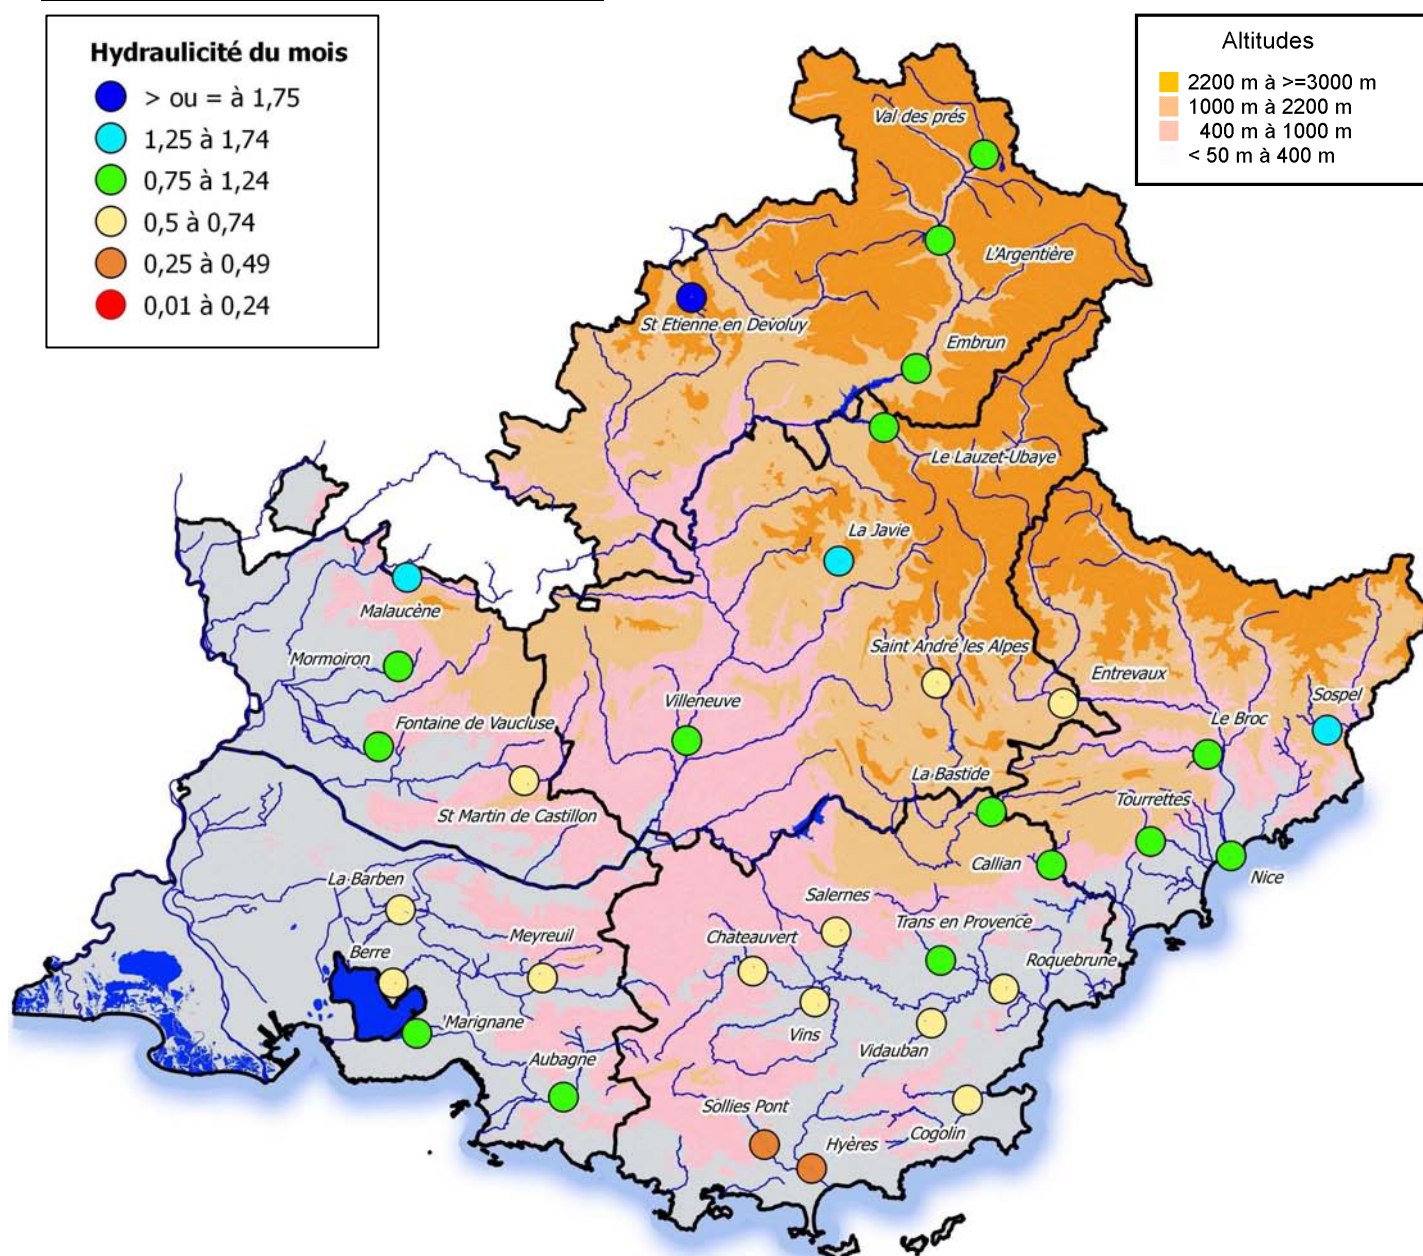 Hydraulicité du mois
> ou = à 1,75
1,25 à 1,74
0,75 à 1,24
0,5 à 0,74
0,25 à 0,49
0,01 à 0,24
Altitudes
2200 m à >=3000 m
1000 m à 2200 m
400 m à 1000 m
< 50 m à 400 m
Val des prés
L'Argentière
St Etienne en Devoluy
Embrun
Le Lauzet-Ubaye
La Javie
Malaucène
Saint André les Alpes
Mormoiron
Entrevaux
Villeneuve
Sospel
Fontaine de Vaucluse
Le Broc
La Bastide
Tourrettes
St Martin de Castillon
Callian
La Barben
Nice
Salernes
Trans en Provence
Meyreuil
Chateauvert
Berre
Roquebrune
Marignane
Vins
Vidauban
Aubagne
Sollies Pont
Cogolin
Hyères